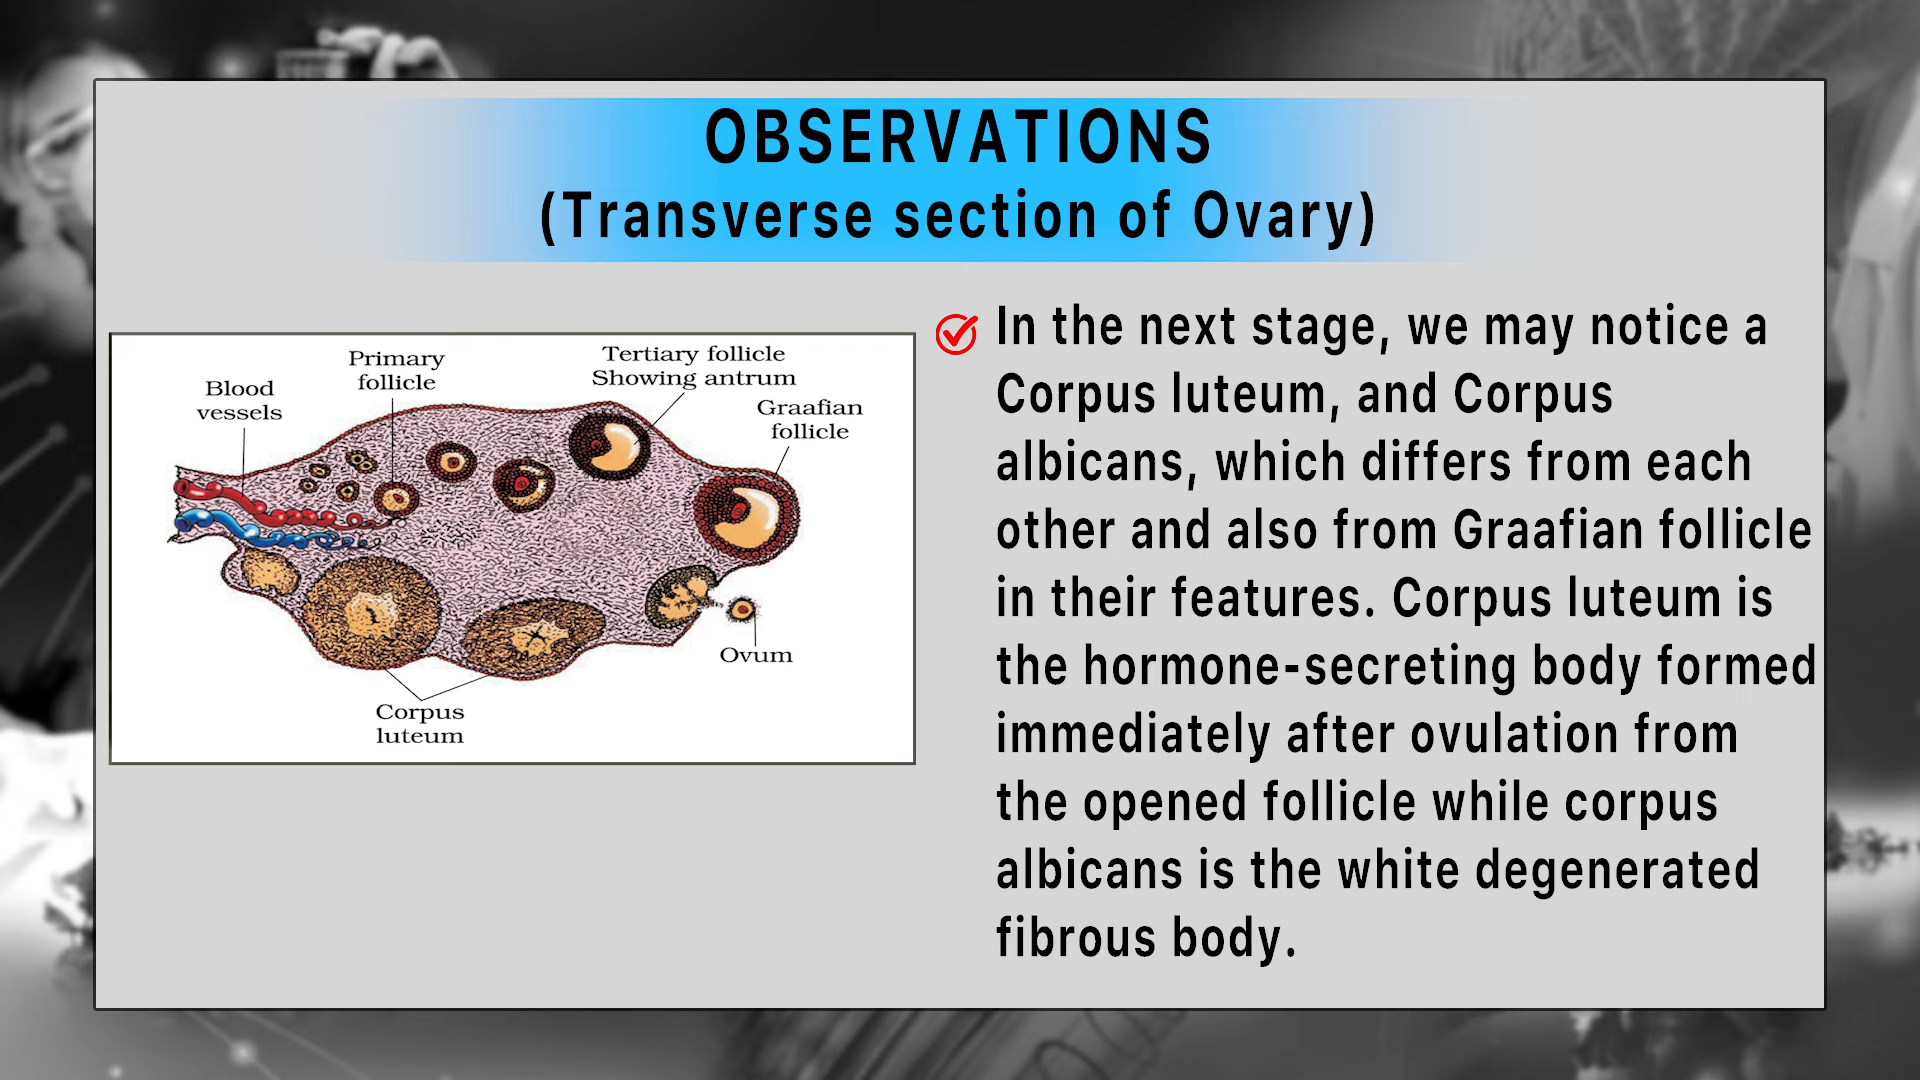 OBSERVATIONS
(Transverse section of Ovary)
Primary
follicle
Tertiary follicle
Showing antrum
Blood
vessels
Graafian
follicle
Ovum
Corpus
luteum
In the next stage, we may notice a
Corpus luteum, and Corpus
albicans, which differs from each
other and also from Graafian follicle
in their features. Corpus luteum is
the hormone-secreting body formed
immediately after ovulation from
the opened follicle while corpus
albicans is the white degenerated
fibrous body.